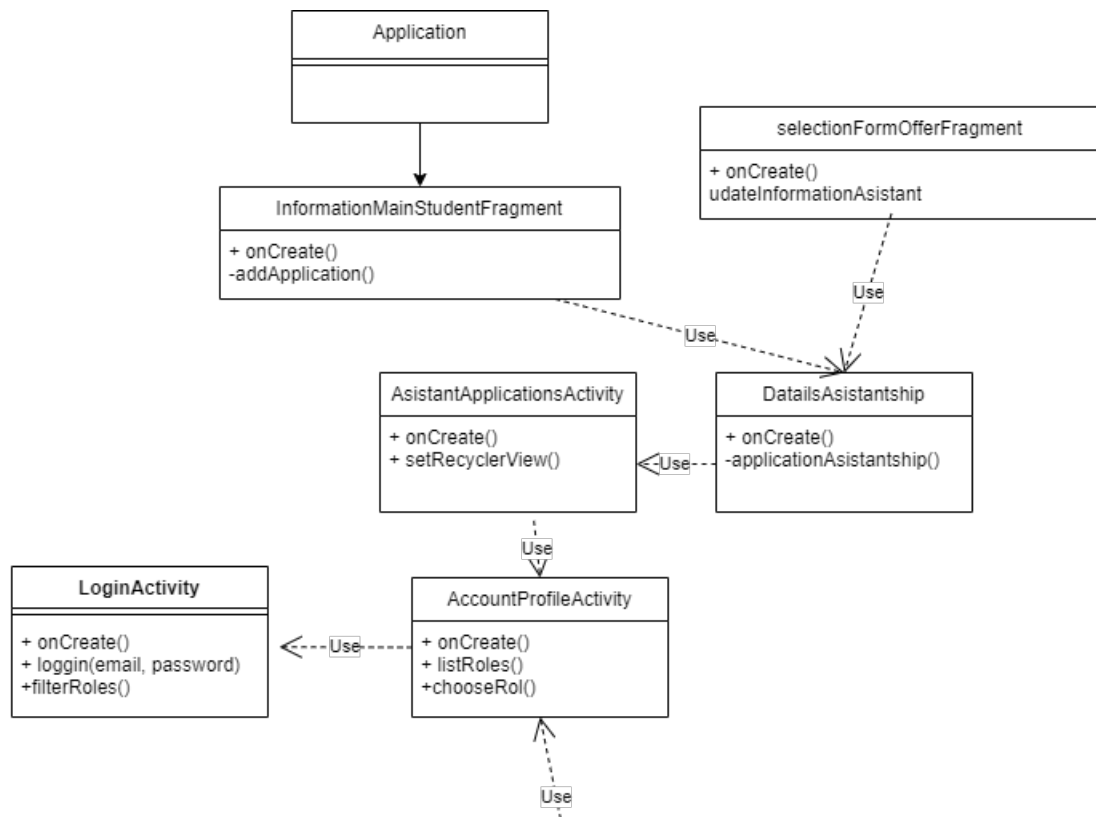 Application
selectionFormOfferFragment
+ onCreate()
udateInformationAsistant
InformationMainStudentFragment
+ onCreate()
-addApplication()
Use
Use
AsistantApplicationsActivity
+ onCreate()
+ setRecyclerView()
Use
DatailsAsistantship
+ onCreate()
-applicationAsistantship()
Use
LoginActivity
+ onCreate()
+ loggin(email, password)
+filterRoles()
Use
AccountProfileActivity
+ onCreate()
+ listRoles()
+chooseRol()
Use